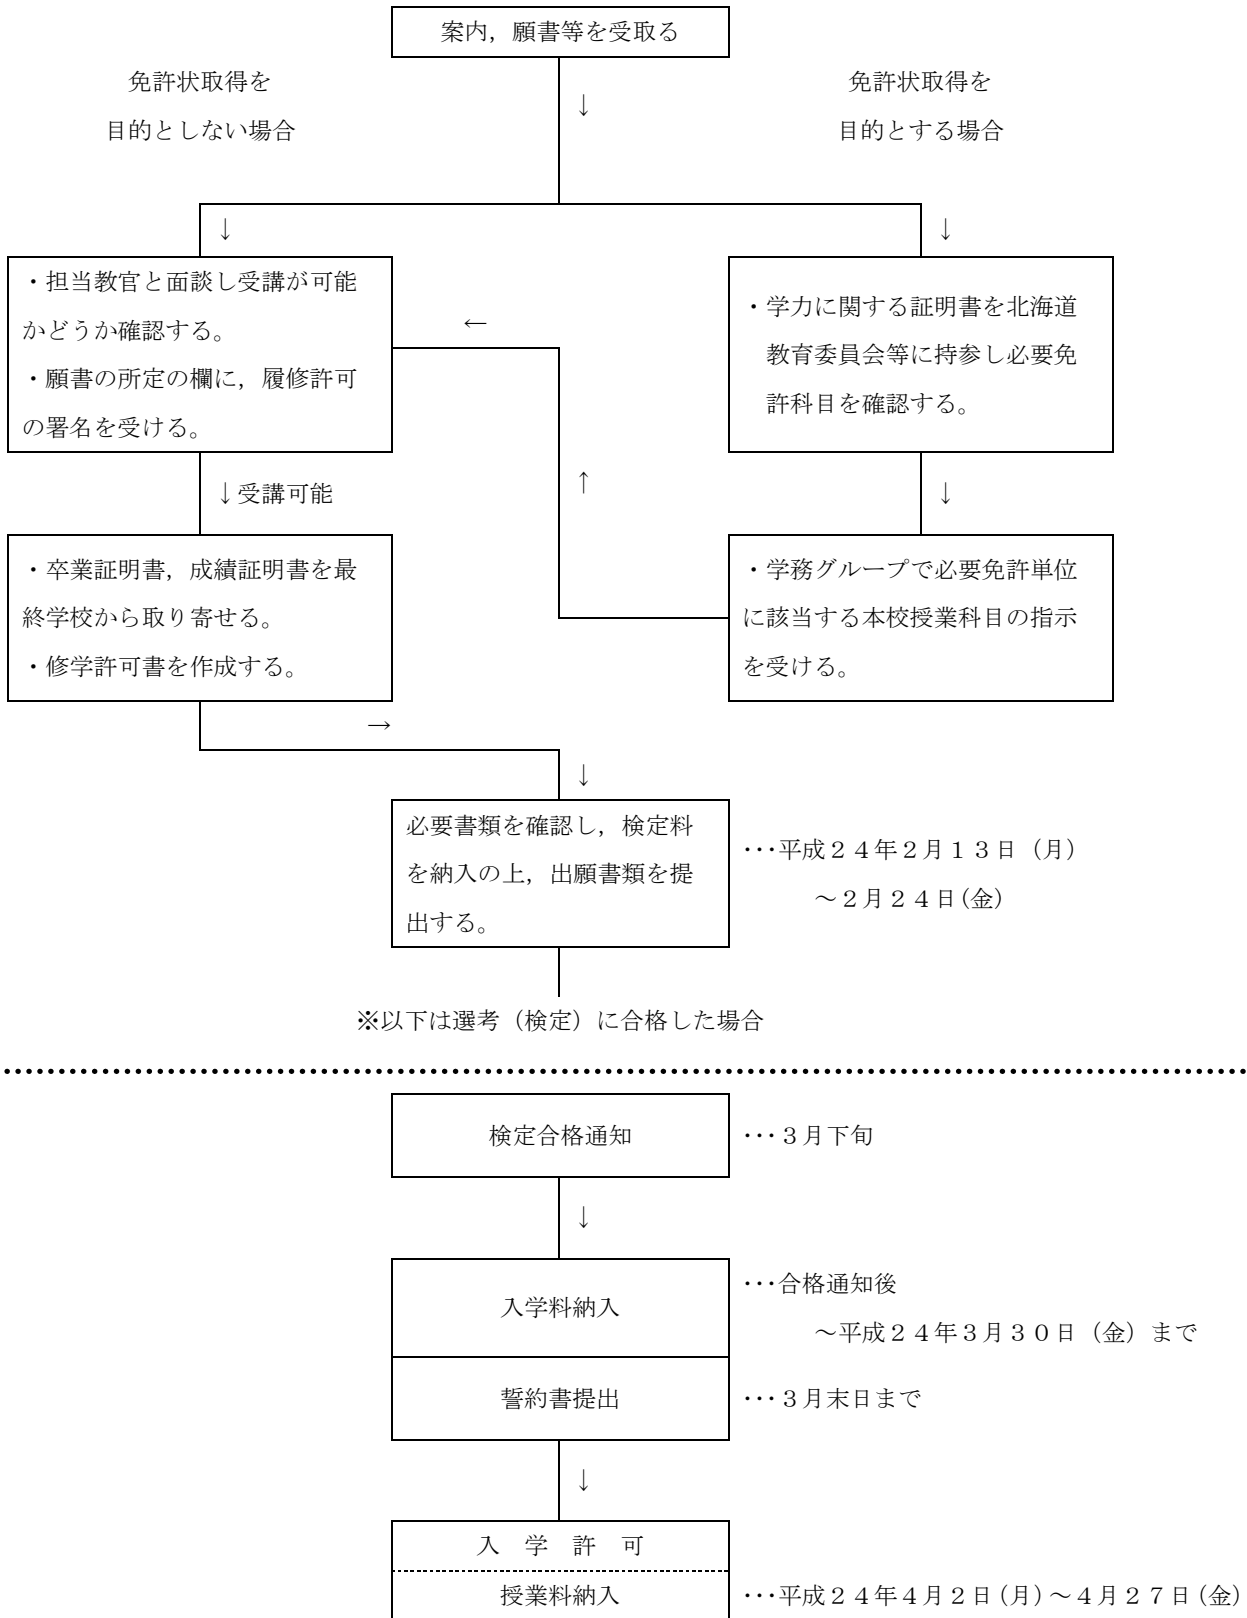 案内，願書等を受取る
免許状取得を
目的としない場合
↓
免許状取得を
目的とする場合
↓
↓
・担当教官と面談し受講が可能
かどうか確認する。
・願書の所定の欄に，履修許可
の署名を受ける。
←
・学力に関する証明書を北海道
教育委員会等に持参し必要免
許科目を確認する。
↓受講可能
↑
↓
・卒業証明書，成績証明書を最
終学校から取り寄せる。
・修学許可書を作成する。
・学務グループで必要免許単位
に該当する本校授業科目の指示
を受ける。
→
↓
必要書類を確認し，検定料
を納入の上，出願書類を提
出する。
･･･平成２４年２月１３日（月）
～２月２４日(金)
※以下は選考（検定）に合格した場合
検定合格通知
･･･３月下旬
↓
入学料納入
･･･合格通知後
～平成２４年３月３０日（金）まで
誓約書提出
･･･３月末日まで
↓
入　学　許　可
授業料納入
･･･平成２４年４月２日(月)～４月２７日(金)